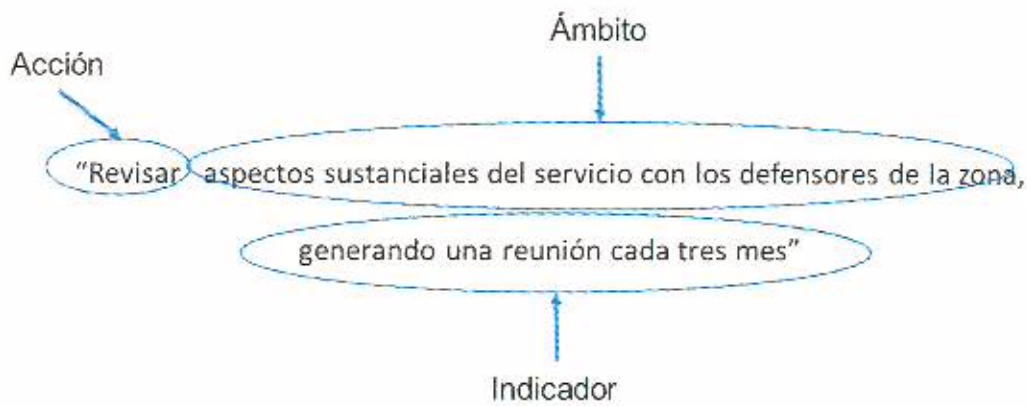 Ámbito
Acción
“Revisar aspectos sustanciales del servicio con los defensores de la zona,
generando una reunión cada tres mes”
Indicador